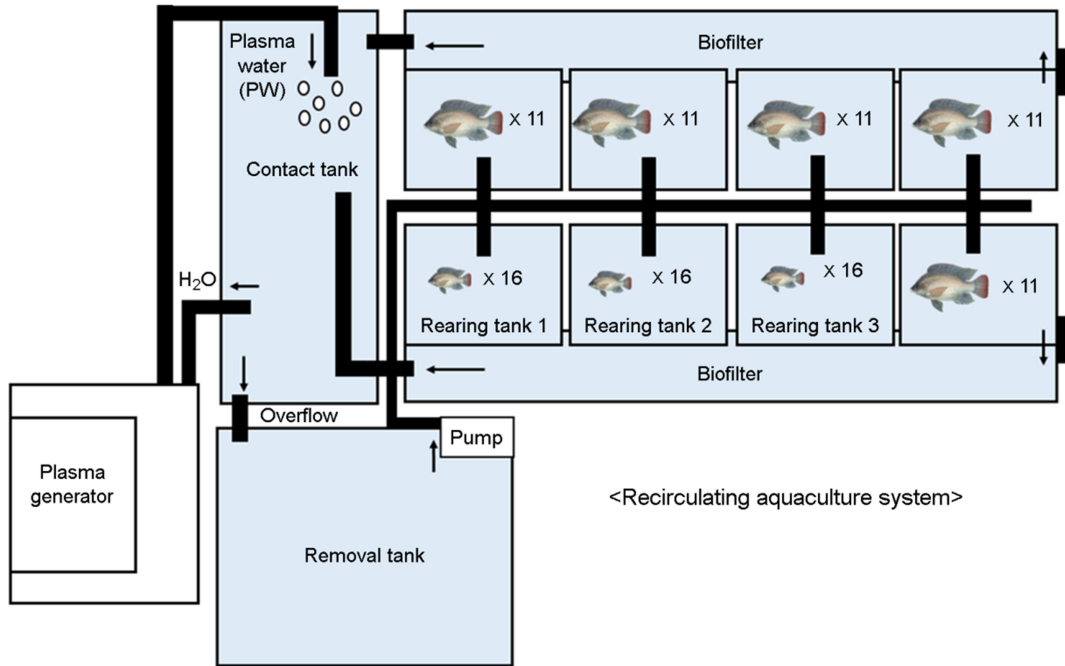 Plasma
water
(PW)
Biofilter
X 11
X 11
X 11
X 11
Contact tank
H₂O
X 16
X 16
X 16
X 11
Rearing tank 1
Rearing tank 2
Rearing tank 3
Biofilter
Overflow
Pump
Plasma
generator
<Recirculating aquaculture system>
Removal tank